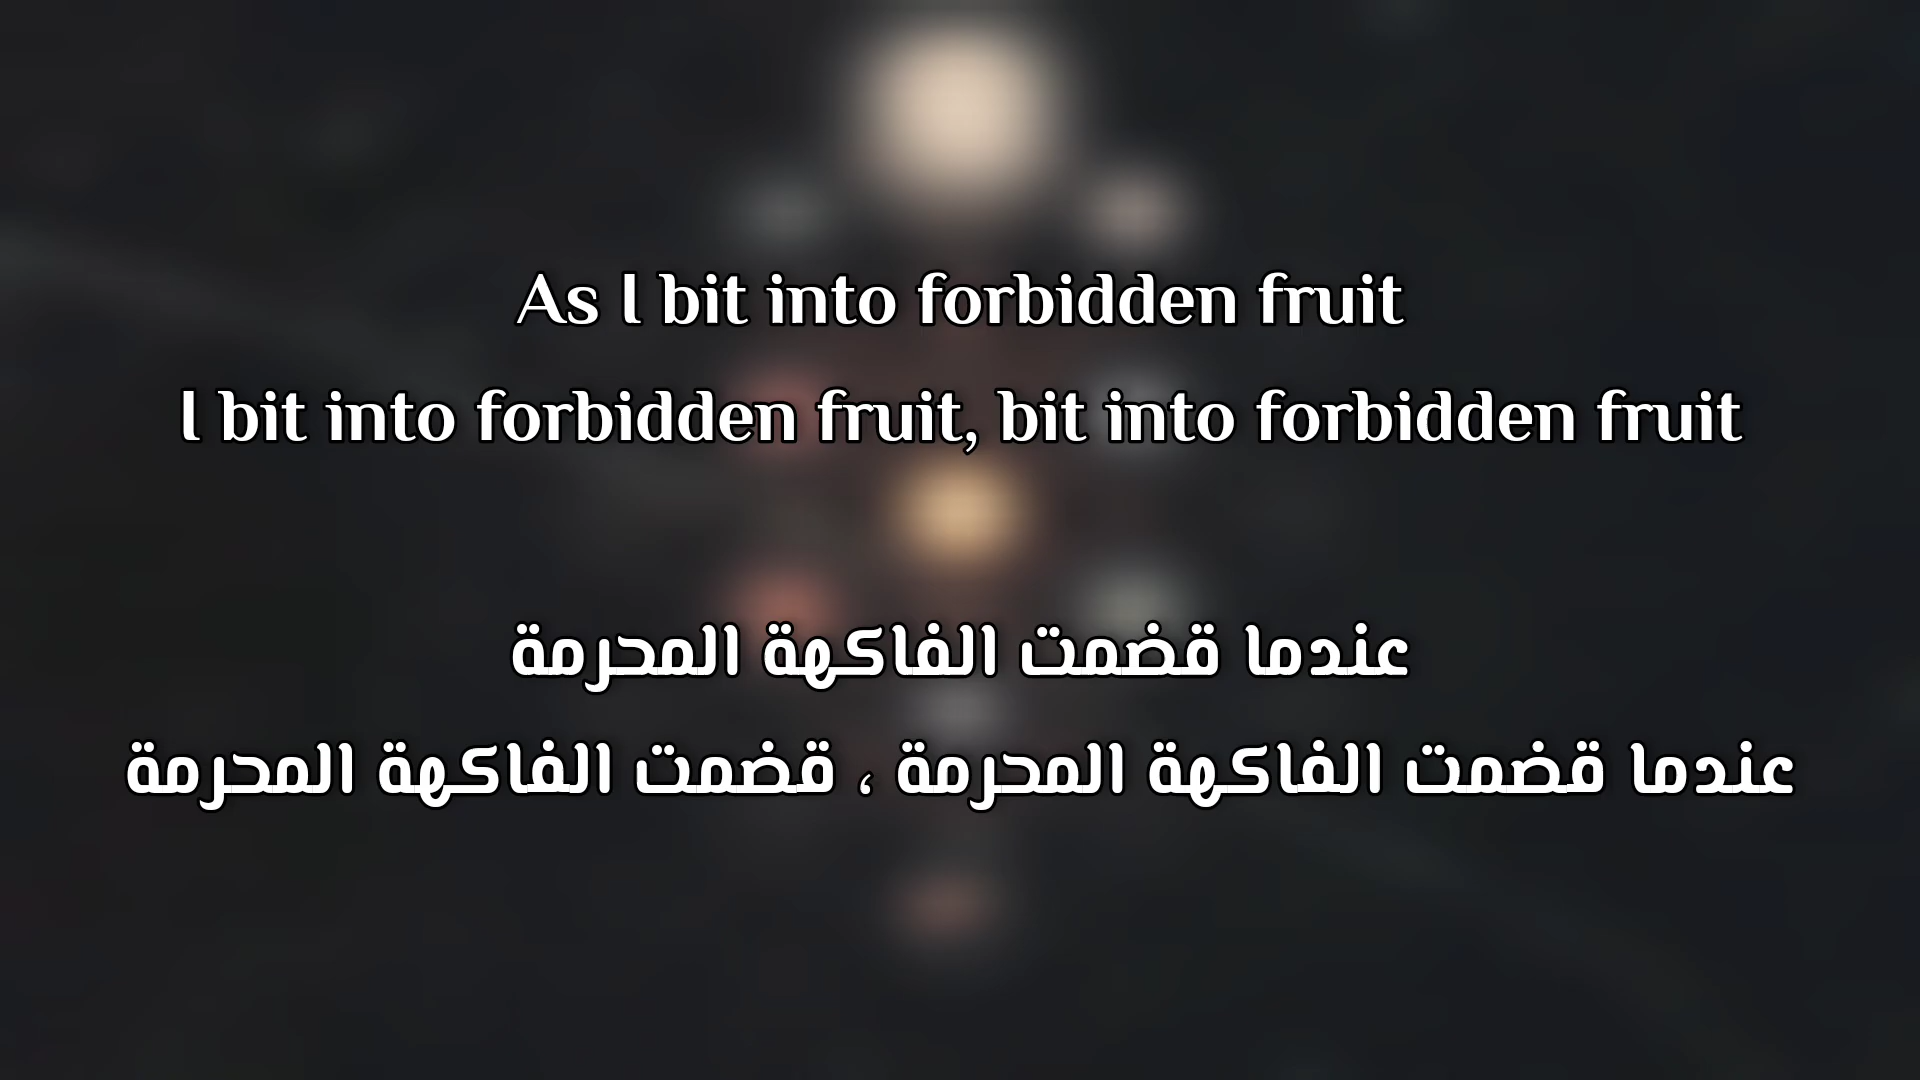 As I bit into forbidden fruit
I bit into forbidden fruit, bit into forbidden fruit
عندما قضمت الفاكهة المحرمة
عندما قضمت الفاكهة المحرمة ، قضمت الفاكهة المحرمة